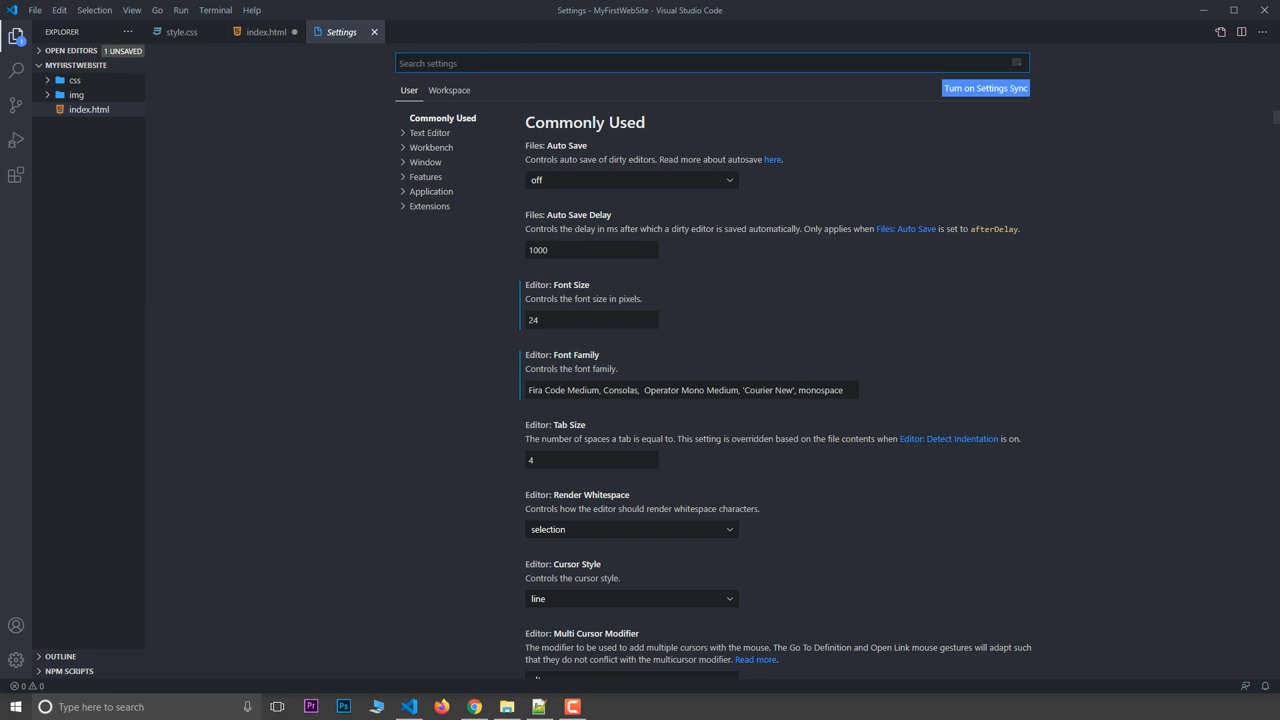 File Edit Selection View Go Run Terminal Help
Settings - MyFirstWebSite - Visual Studio Code
EXPLORER
style.css
index.html
Settings
1
OPEN EDITORS 1 UNSAVED
MYFIRSTWEBSITE
css
img
index.html
Search settings
User Workspace
Turn on Settings Sync
Commonly Used
Text Editor
Workbench
Window
Features
Application
Extensions
Commonly Used
Files: Auto Save
Controls auto save of dirty editors. Read more about autosave here.
off
Files: Auto Save Delay
Controls the delay in ms after which a dirty editor is saved automatically. Only applies when Files: Auto Save is set to afterDelay.
1000
Editor: Font Size
Controls the font size in pixels.
24
Editor: Font Family
Controls the font family.
Fira Code Medium, Consolas,  Operator Mono Medium, 'Courier New', monospace
Editor: Tab Size
The number of spaces a tab is equal to. This setting is overridden based on the file contents when Editor: Detect Indentation is on.
4
Editor: Render Whitespace
Controls how the editor should render whitespace characters.
selection
Editor: Cursor Style
Controls the cursor style.
line
Editor: Multi Cursor Modifier
The modifier to be used to add multiple cursors with the mouse. The Go To Definition and Open Link mouse gestures will adapt such
that they do not conflict with the multicursor modifier. Read more.
OUTLINE
NPM SCRIPTS
0 0
Type here to search
Pr
Ps